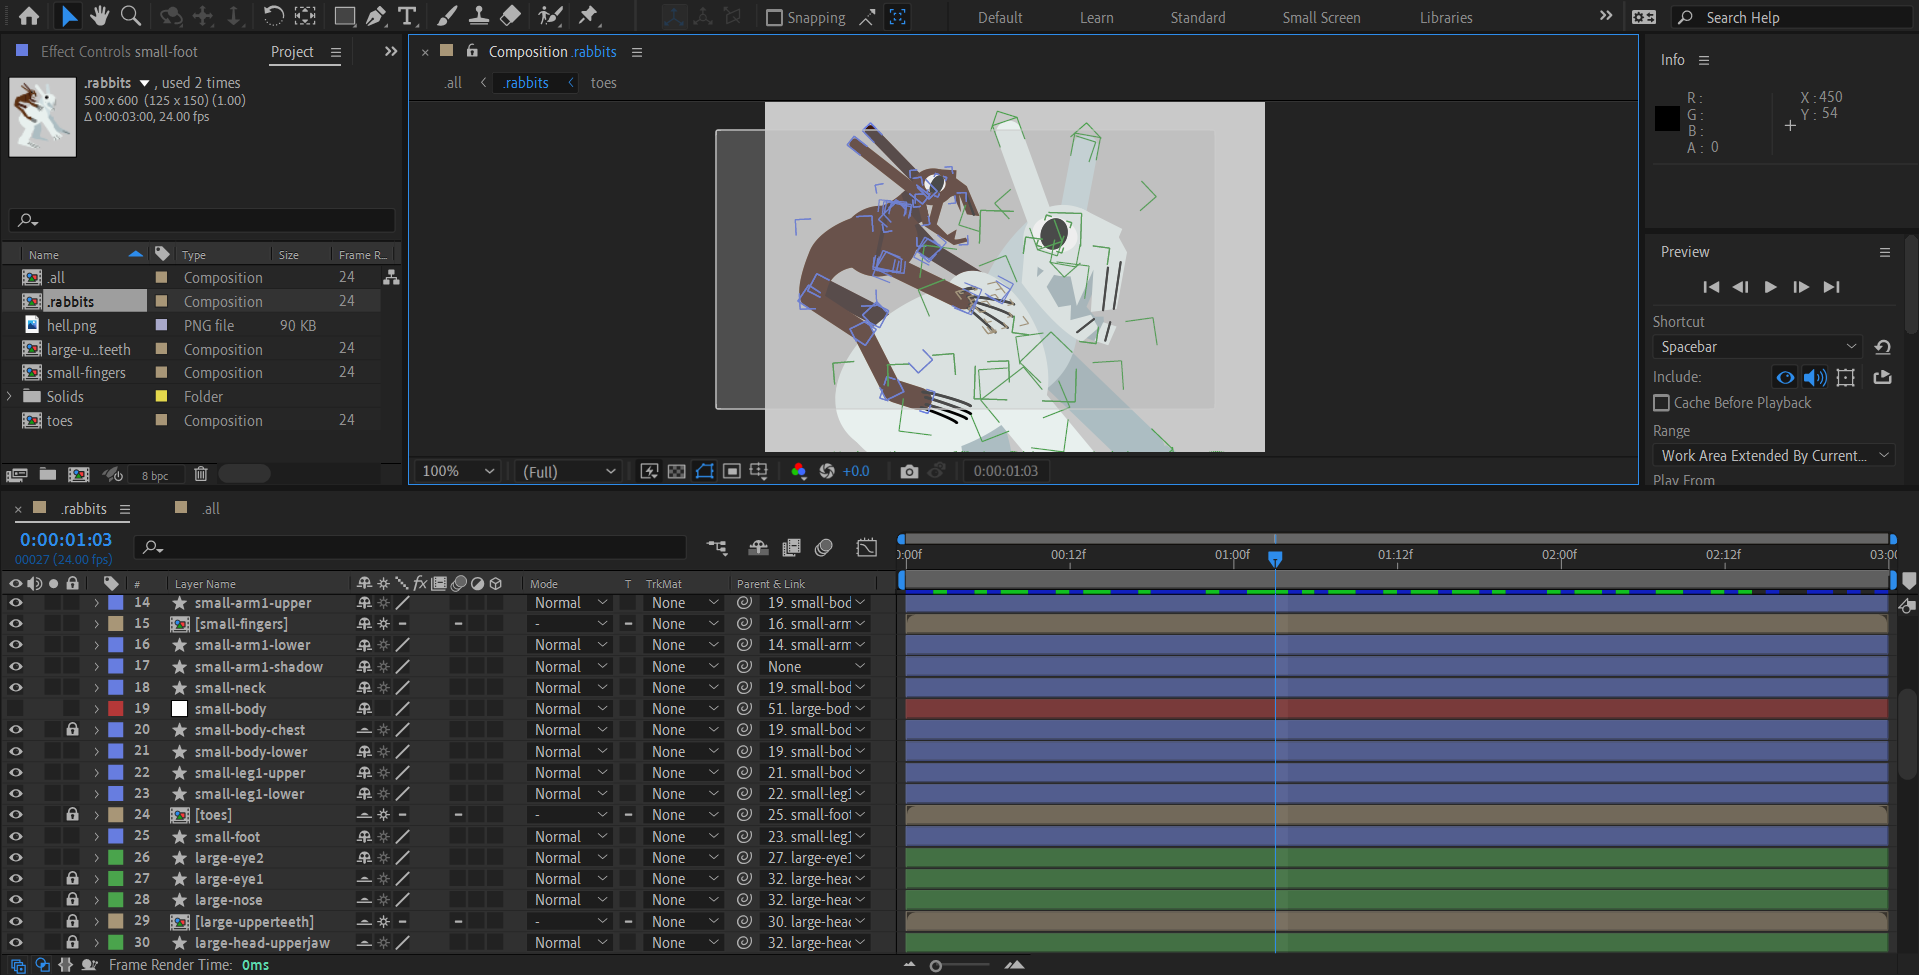 Snapping
Default
Learn
Standard
Small Screen
Libraries
Search Help
Effect Controls small-foot
Project
.rabbits , used 2 times
500 x 600 (125 x 150) (1.00)
Δ 0:00:03:00, 24.00 fps
Name Type Size Frame R...
.all Composition 24
.rabbits Composition 24
hell.png PNG file 90 KB
large-u...teeth Composition 24
small-fingers Composition 24
Solids Folder
toes Composition 24
8 bpc
Composition .rabbits
.all .rabbits toes
100% (Full) +0.0 0:00:01:03
Info
R :
G :
B :
A : 0
X : 450
Y : 54
Preview
Shortcut
Spacebar
Include:
Cache Before Playback
Range
Work Area Extended By Current...
Play From
.rabbits
.all
0:00:01:03
00027 (24.00 fps)
):00f 00:12f 01:00f 01:12f 02:00f 02:12f 03:00
# Layer Name fx Mode T TrkMat Parent & Link
14 small-arm1-upper Normal None 19. small-bod
15 [small-fingers] - None 16. small-arm
16 small-arm1-lower Normal None 14. small-arm
17 small-arm1-shadow Normal None None
18 small-neck Normal None 19. small-bod
19 small-body Normal None 51. large-body
20 small-body-chest Normal None 19. small-bod
21 small-body-lower Normal None 19. small-bod
22 small-leg1-upper Normal None 21. small-bod
23 small-leg1-lower Normal None 22. small-leg1
24 [toes] - None 25. small-foot
25 small-foot Normal None 23. small-leg1
26 large-eye2 Normal None 27. large-eye1
27 large-eye1 Normal None 32. large-head
28 large-nose Normal None 32. large-head
29 [large-upperteeth] - None 30. large-head
30 large-head-upperjaw Normal None 32. large-head
Frame Render Time: 0ms